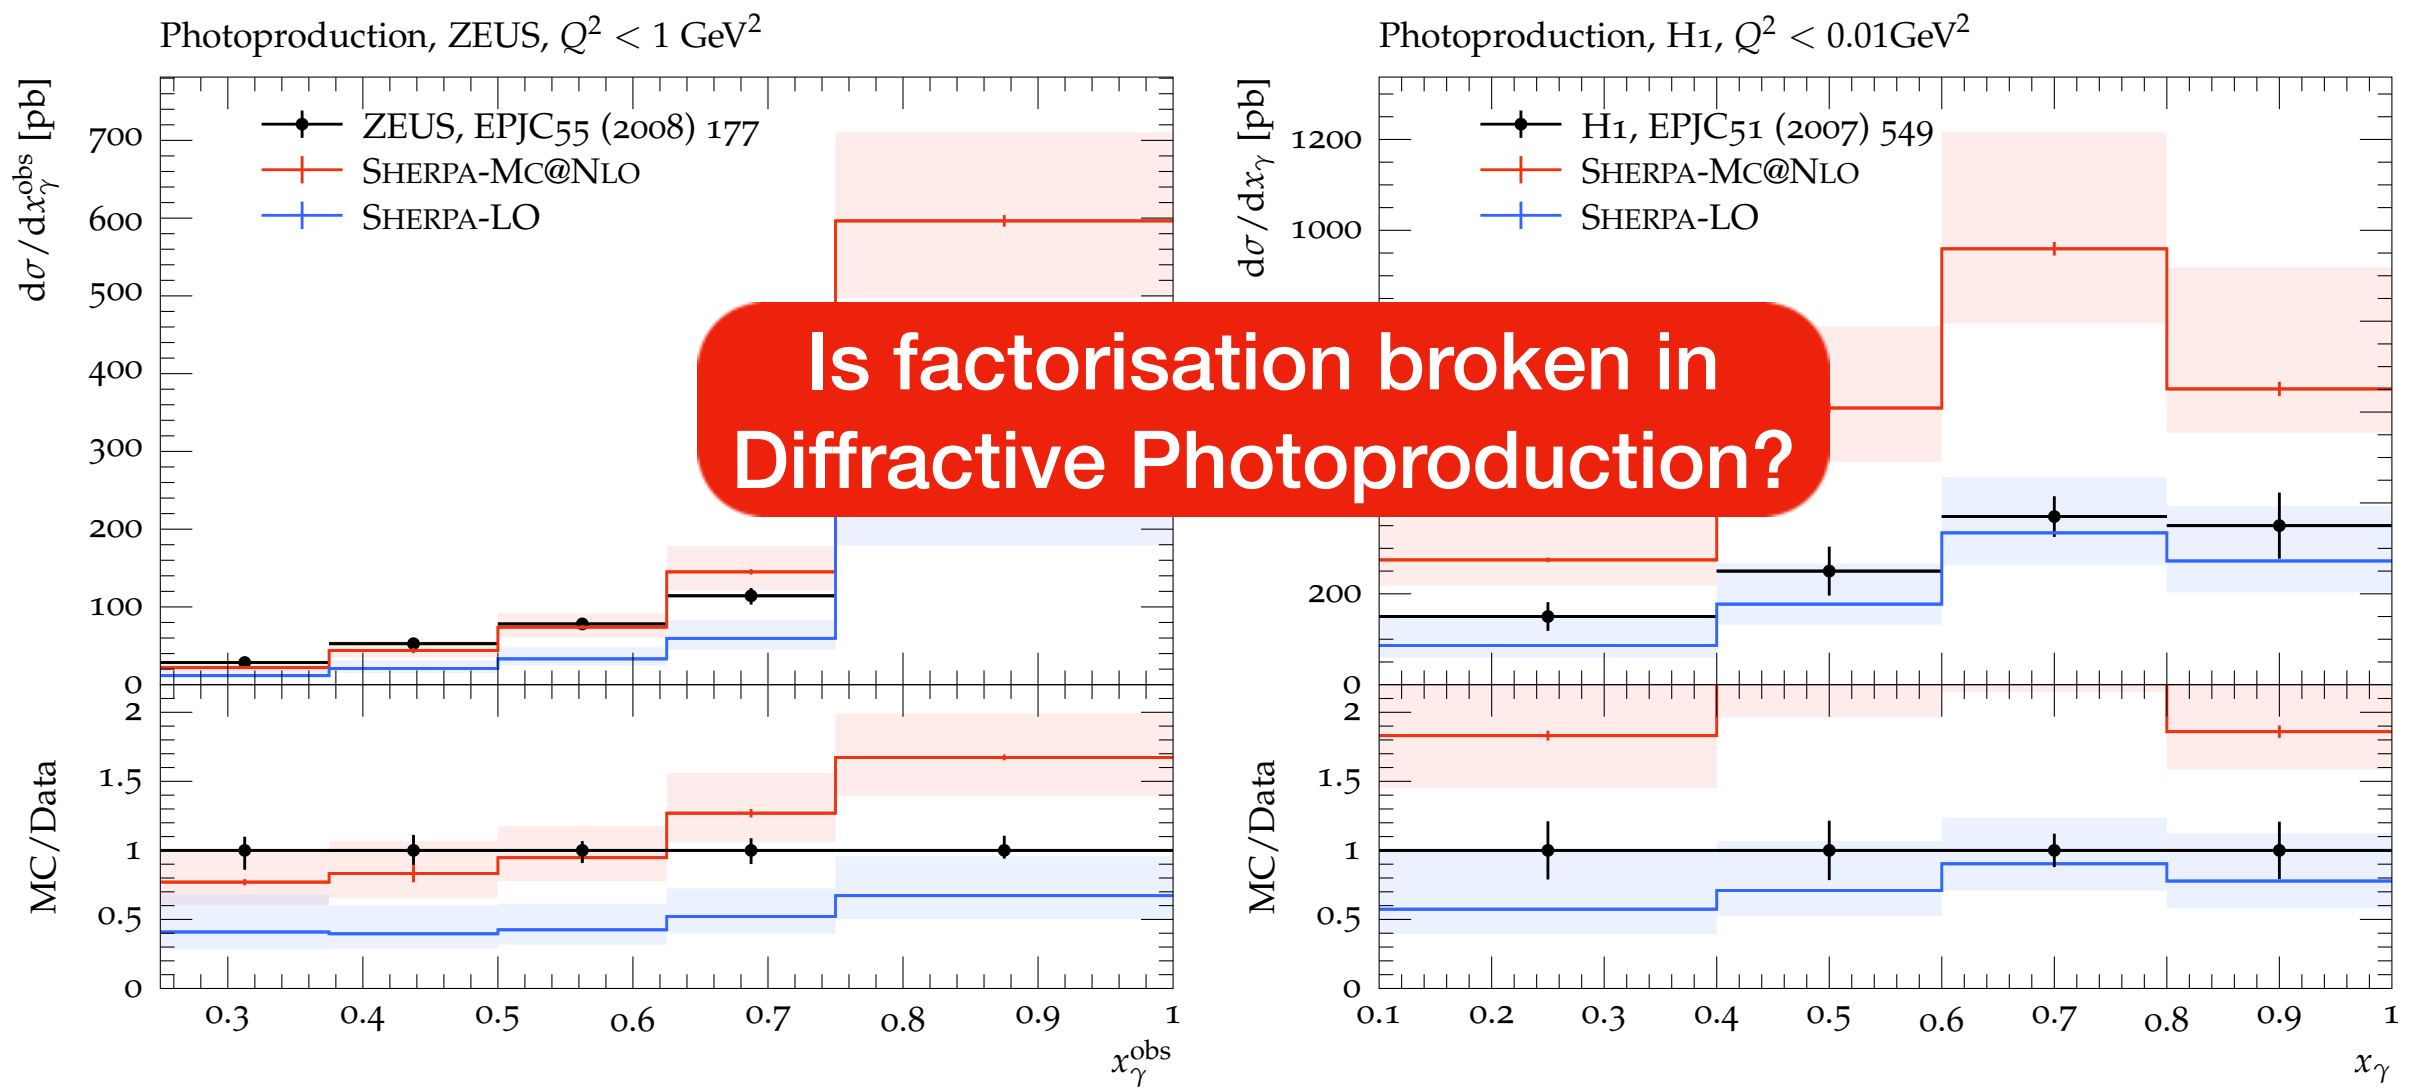 Photoproduction, ZEUS, Q² < 1 GeV²
dσ/dx_γ^obs [pb]
700
600
500
400
300
200
100
0
ZEUS, EPJC55 (2008) 177
SHERPA-MC@NLO
SHERPA-LO
MC/Data
2
1.5
1
0.5
0
0.3 0.4 0.5 0.6 0.7 0.8 0.9 1
x_γ^obs
Photoproduction, H1, Q² < 0.01GeV²
dσ/dx_γ [pb]
1200
1000
200
0
H1, EPJC51 (2007) 549
SHERPA-MC@NLO
SHERPA-LO
Is factorisation broken in
Diffractive Photoproduction?
MC/Data
2
1.5
1
0.5
0
0.1 0.2 0.3 0.4 0.5 0.6 0.7 0.8 0.9 1
x_γ